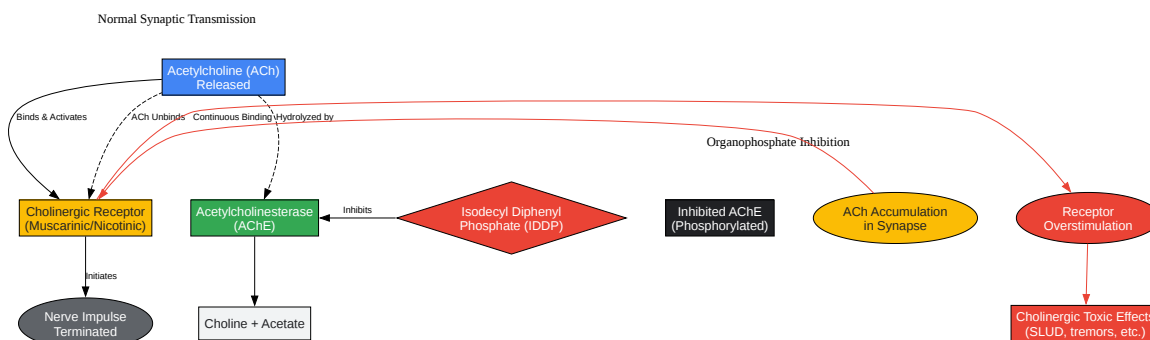 Normal Synaptic Transmission
Acetylcholine (ACh)
Released
Binds & Activates
ACh Unbinds
Continuous Binding
Hydrolyzed by
Organophosphate Inhibition
Cholinergic Receptor
(Muscarinic/Nicotinic)
Acetylcholinesterase
(AChE)
Inhibits
Isodecyl Diphenyl
Phosphate (IDDP)
Inhibited AChE
(Phosphorylated)
ACh Accumulation
in Synapse
Receptor
Overstimulation
Initiates
Nerve Impulse
Terminated
Choline + Acetate
Cholinergic Toxic Effects
(SLUD, tremors, etc.)